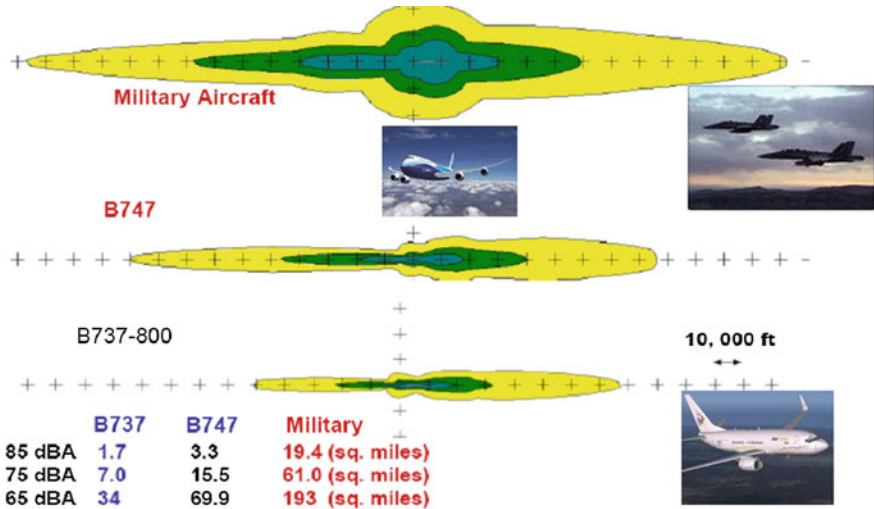 Military Aircraft
B747
B737-800
10, 000 ft
B737 B747 Military
85 dBA 1.7 3.3 19.4 (sq. miles)
75 dBA 7.0 15.5 61.0 (sq. miles)
65 dBA 34 69.9 193 (sq. miles)